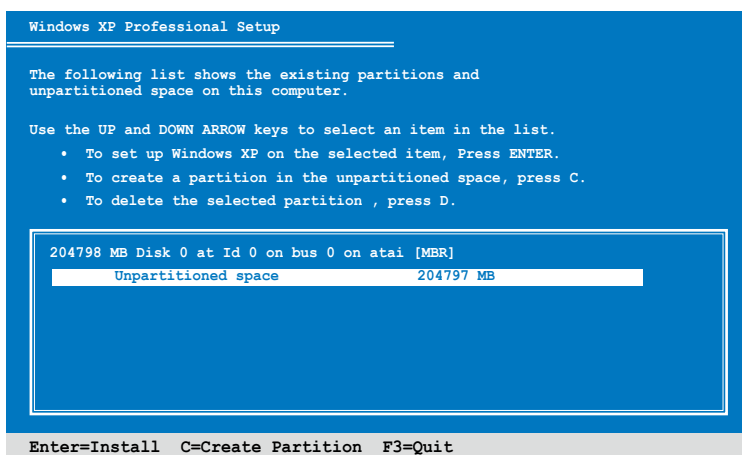 Windows XP Professional Setup
The following list shows the existing partitions and
unpartitioned space on this computer.
Use the UP and DOWN ARROW keys to select an item in the list.
• To set up Windows XP on the selected item, Press ENTER.
• To create a partition in the unpartitioned space, press C.
• To delete the selected partition , press D.
204798 MB Disk 0 at Id 0 on bus 0 on atai [MBR]
Unpartitioned space 204797 MB
Enter=Install C=Create Partition F3=Quit